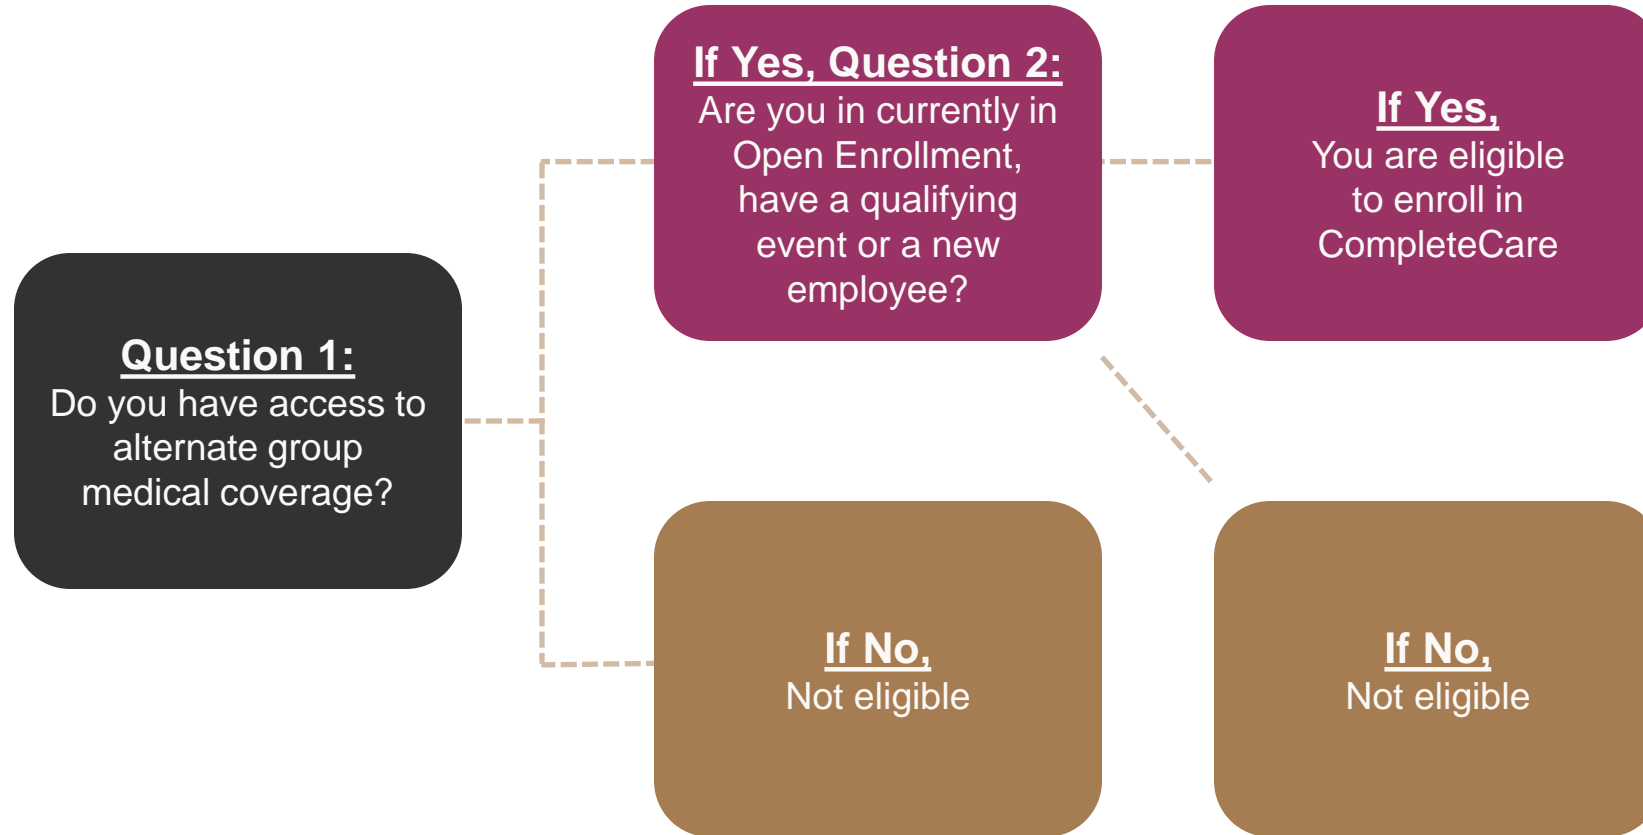 Question 1:
Do you have access to
alternate group
medical coverage?
If Yes, Question 2:
Are you in currently in
Open Enrollment,
have a qualifying
event or a new
employee?
If Yes,
You are eligible
to enroll in
CompleteCare
If No,
Not eligible
If No,
Not eligible